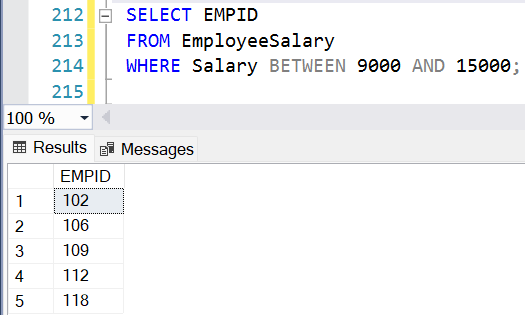 212 SELECT EMPID
213 FROM EmployeeSalary
214 WHERE Salary BETWEEN 9000 AND 15000;
215
100 %
Results Messages
EMPID
1 102
2 106
3 109
4 112
5 118